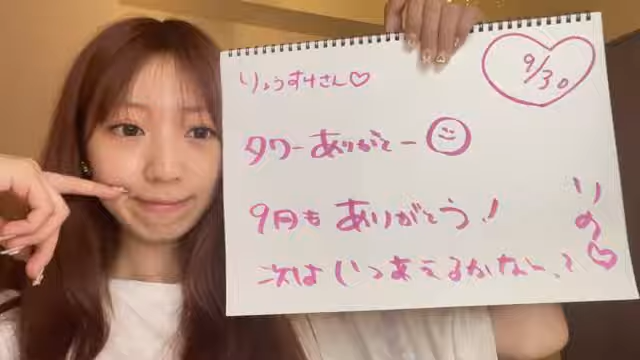 りょうすけさん♡
9/30
タワーありがとー
9月もありがとう!
次はいつあえるかなー?
りの♡